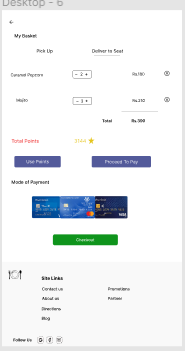 Desktop - 6
My Basket
Pick Up
Deliver to Seat
Caramel Popcorn
- 2 +
Rs.180
Mojito
- 3 +
Rs.210
Total
Rs.390
Total Points
3144
Use Points
Proceed To Pay
Mode of Payment
VISA
Checkout
Site Links
Contact us
Promotions
About us
Partner
Directions
Blog
Follow Us